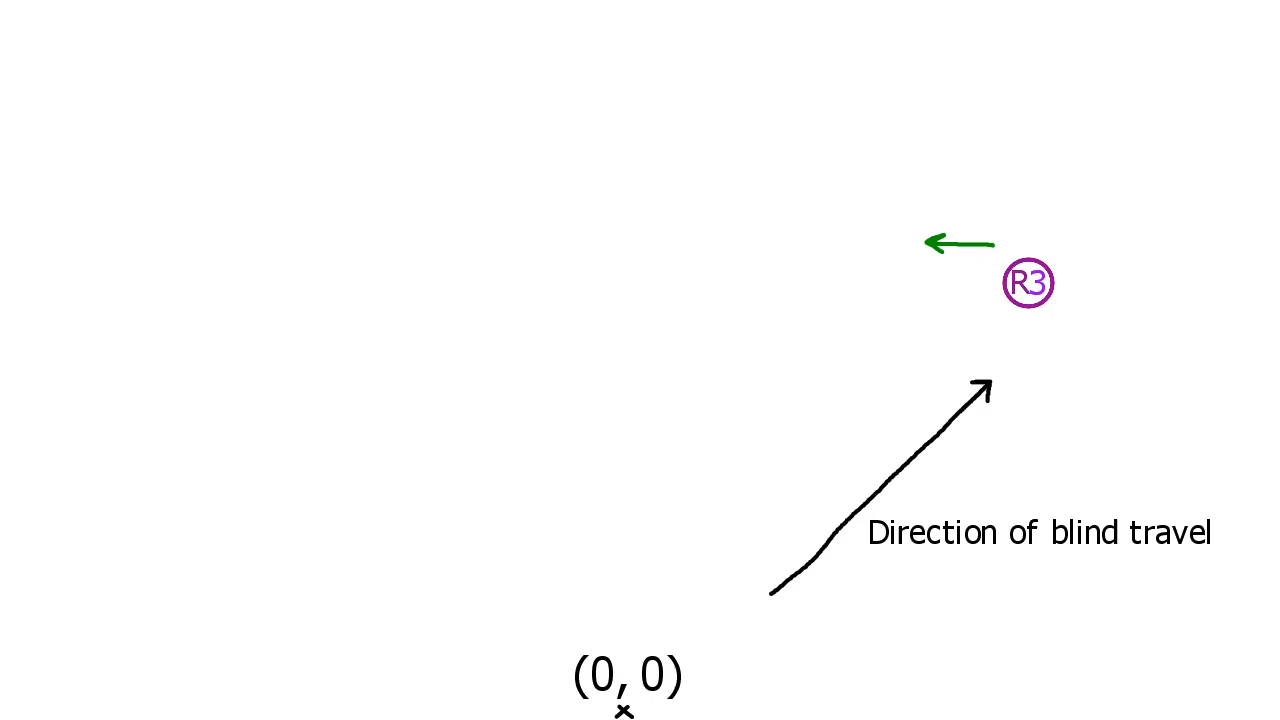 R3
Direction of blind travel
(0, 0)
×